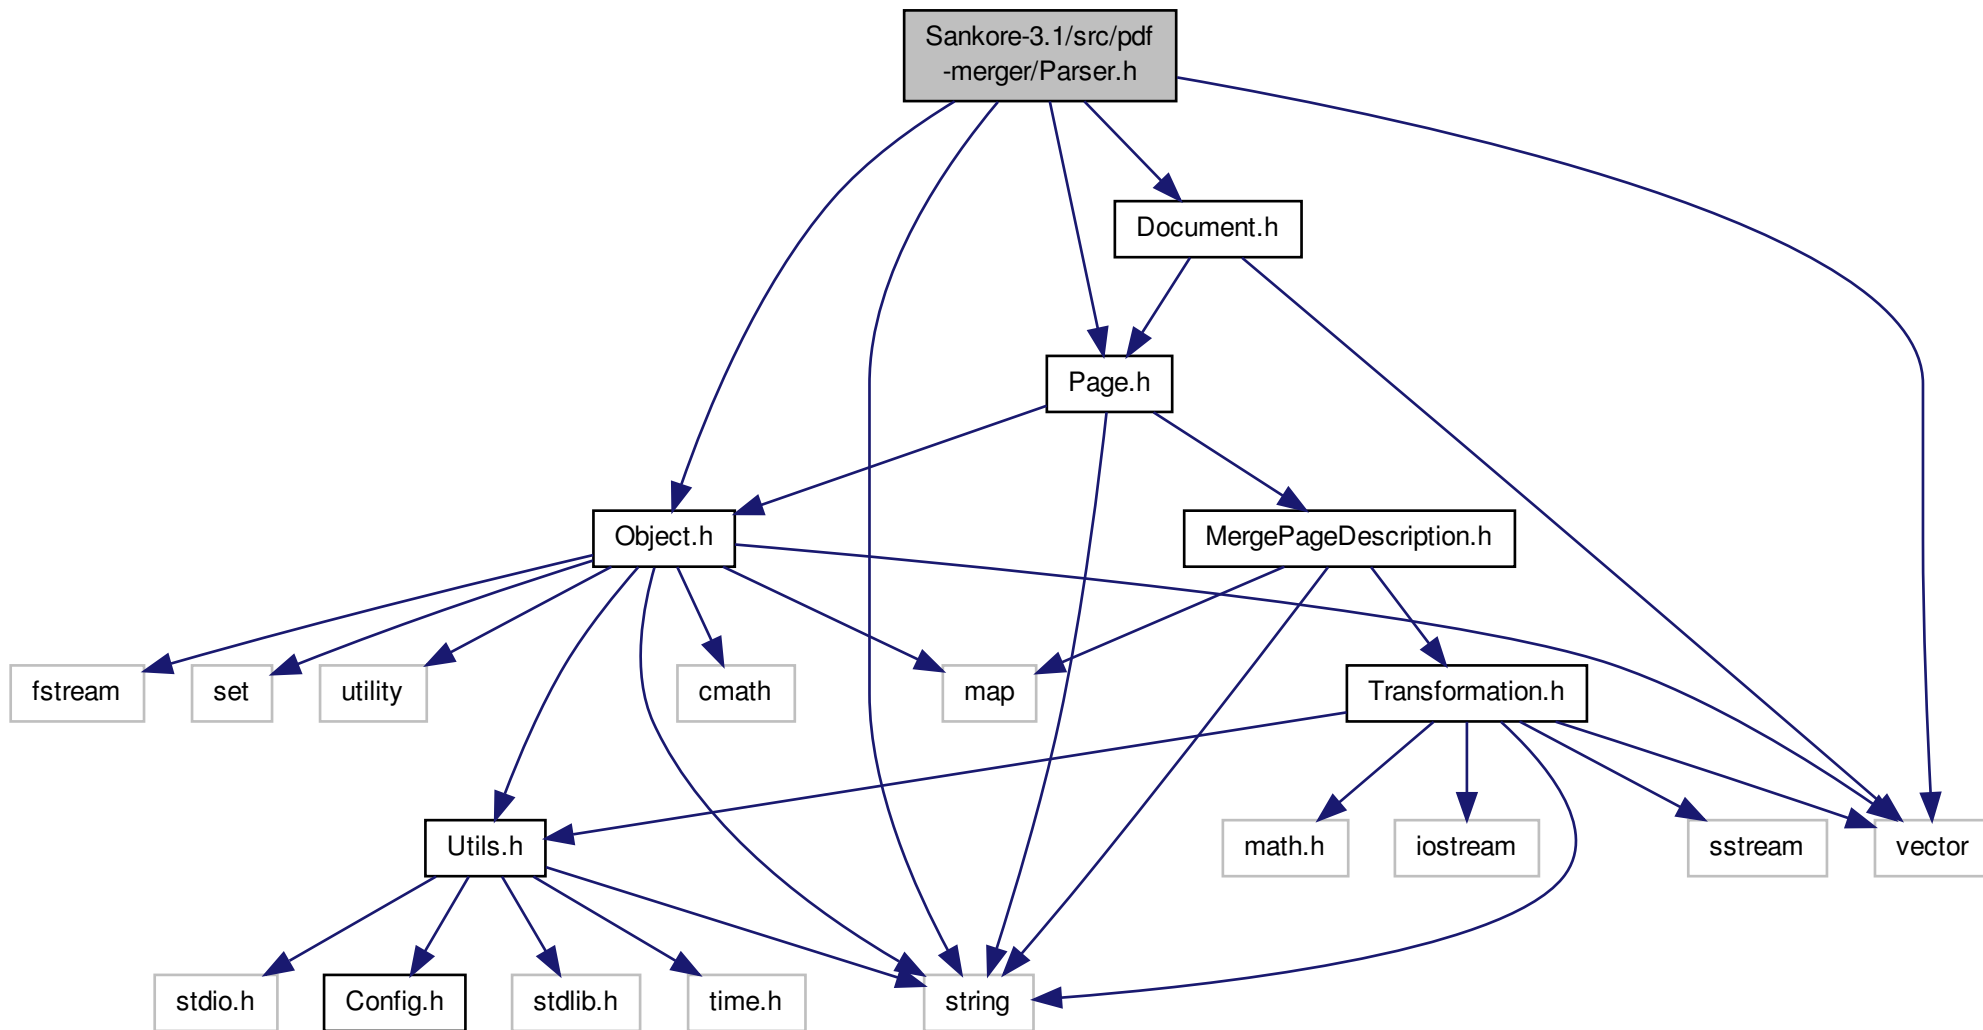 Sankore-3.1/src/pdf
-merger/Parser.h
Document.h
Page.h
Object.h
MergePageDescription.h
fstream
set
utility
cmath
map
Transformation.h
Utils.h
math.h
iostream
sstream
vector
stdio.h
Config.h
stdlib.h
time.h
string